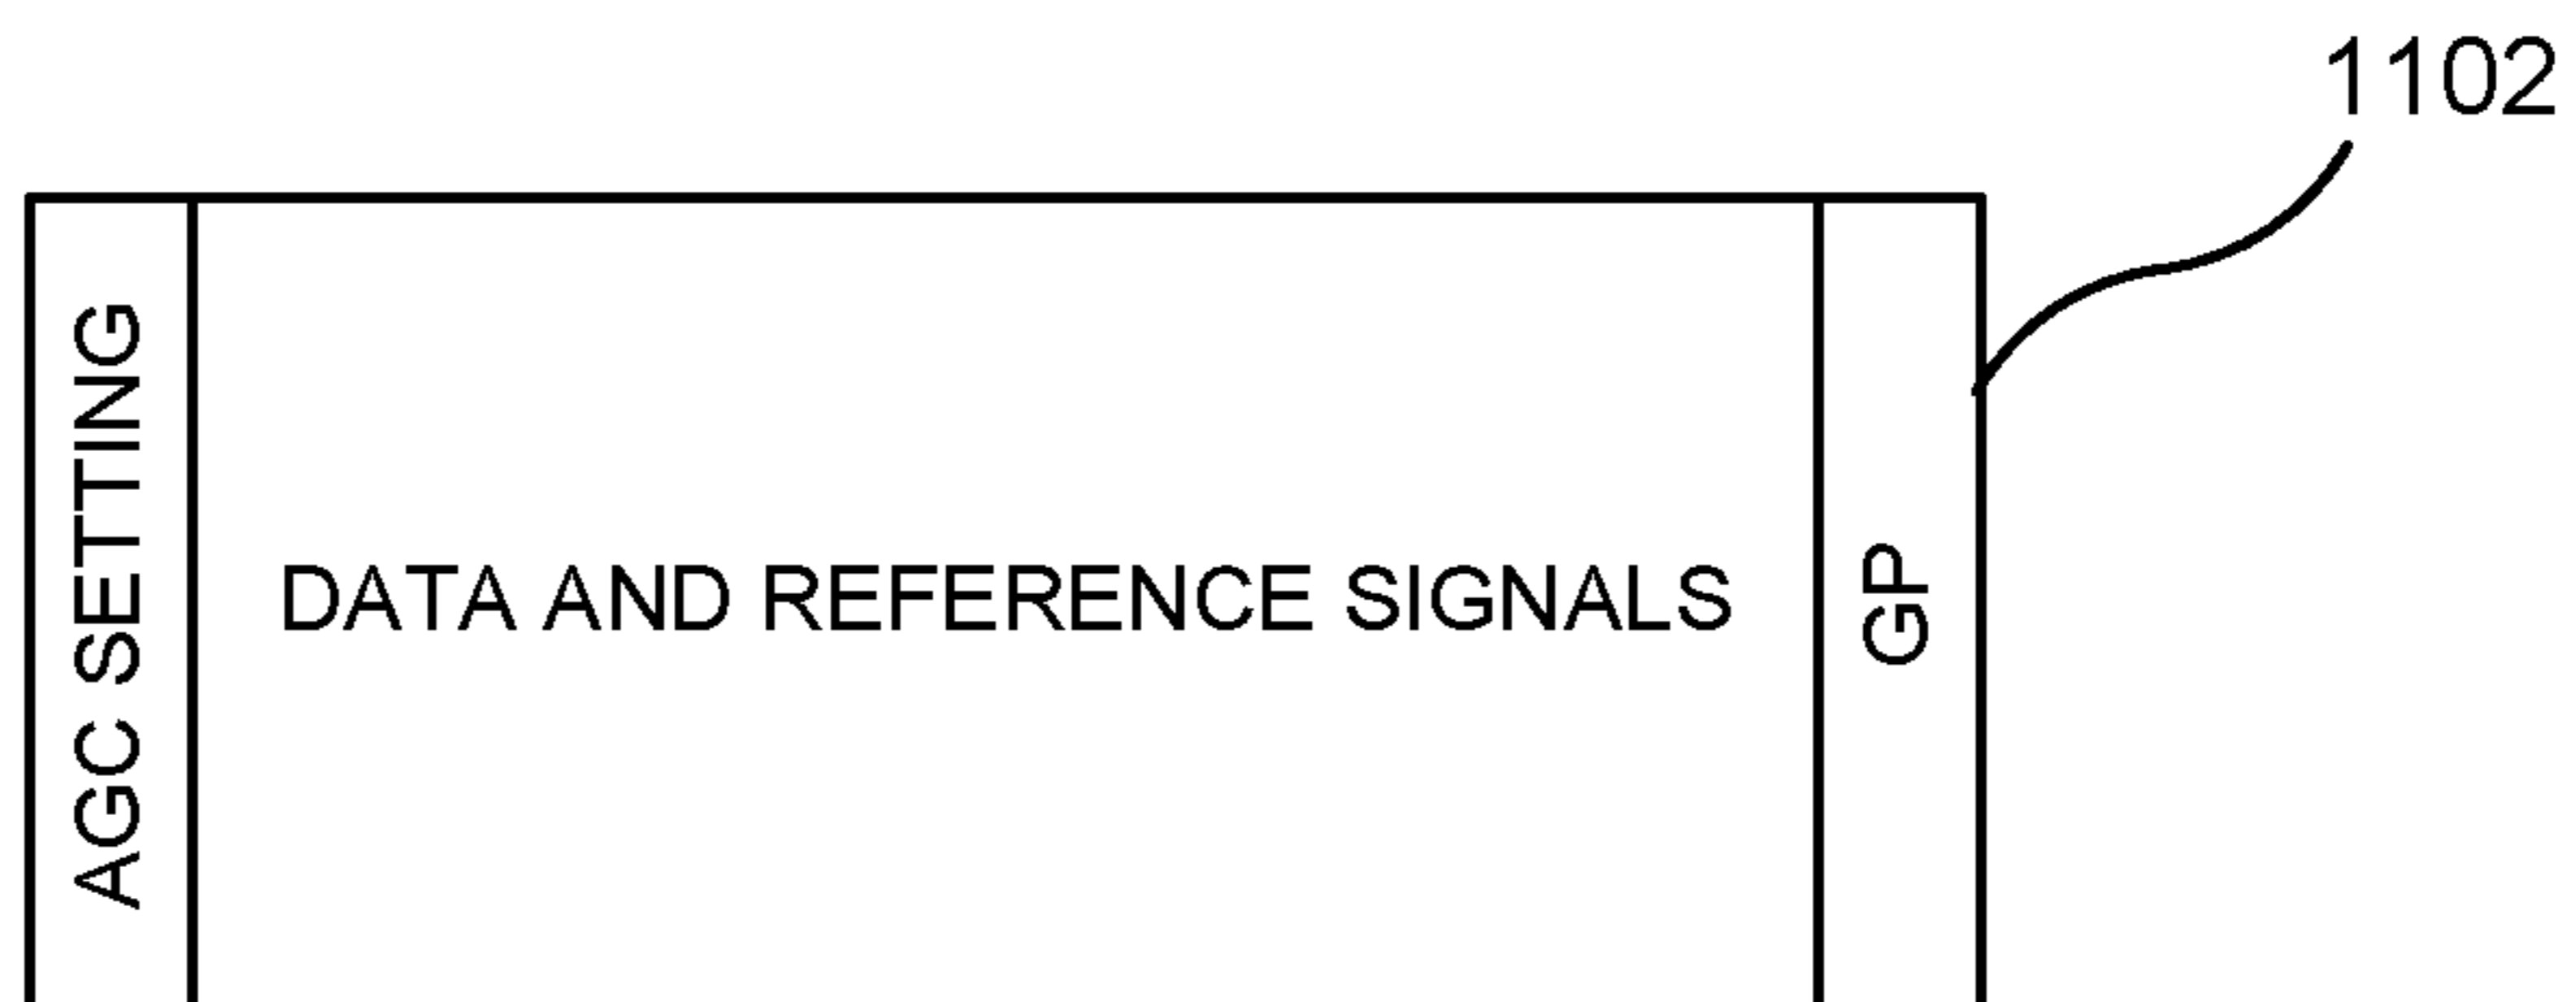 1102
AGC SETTING
DATA AND REFERENCE SIGNALS
GP